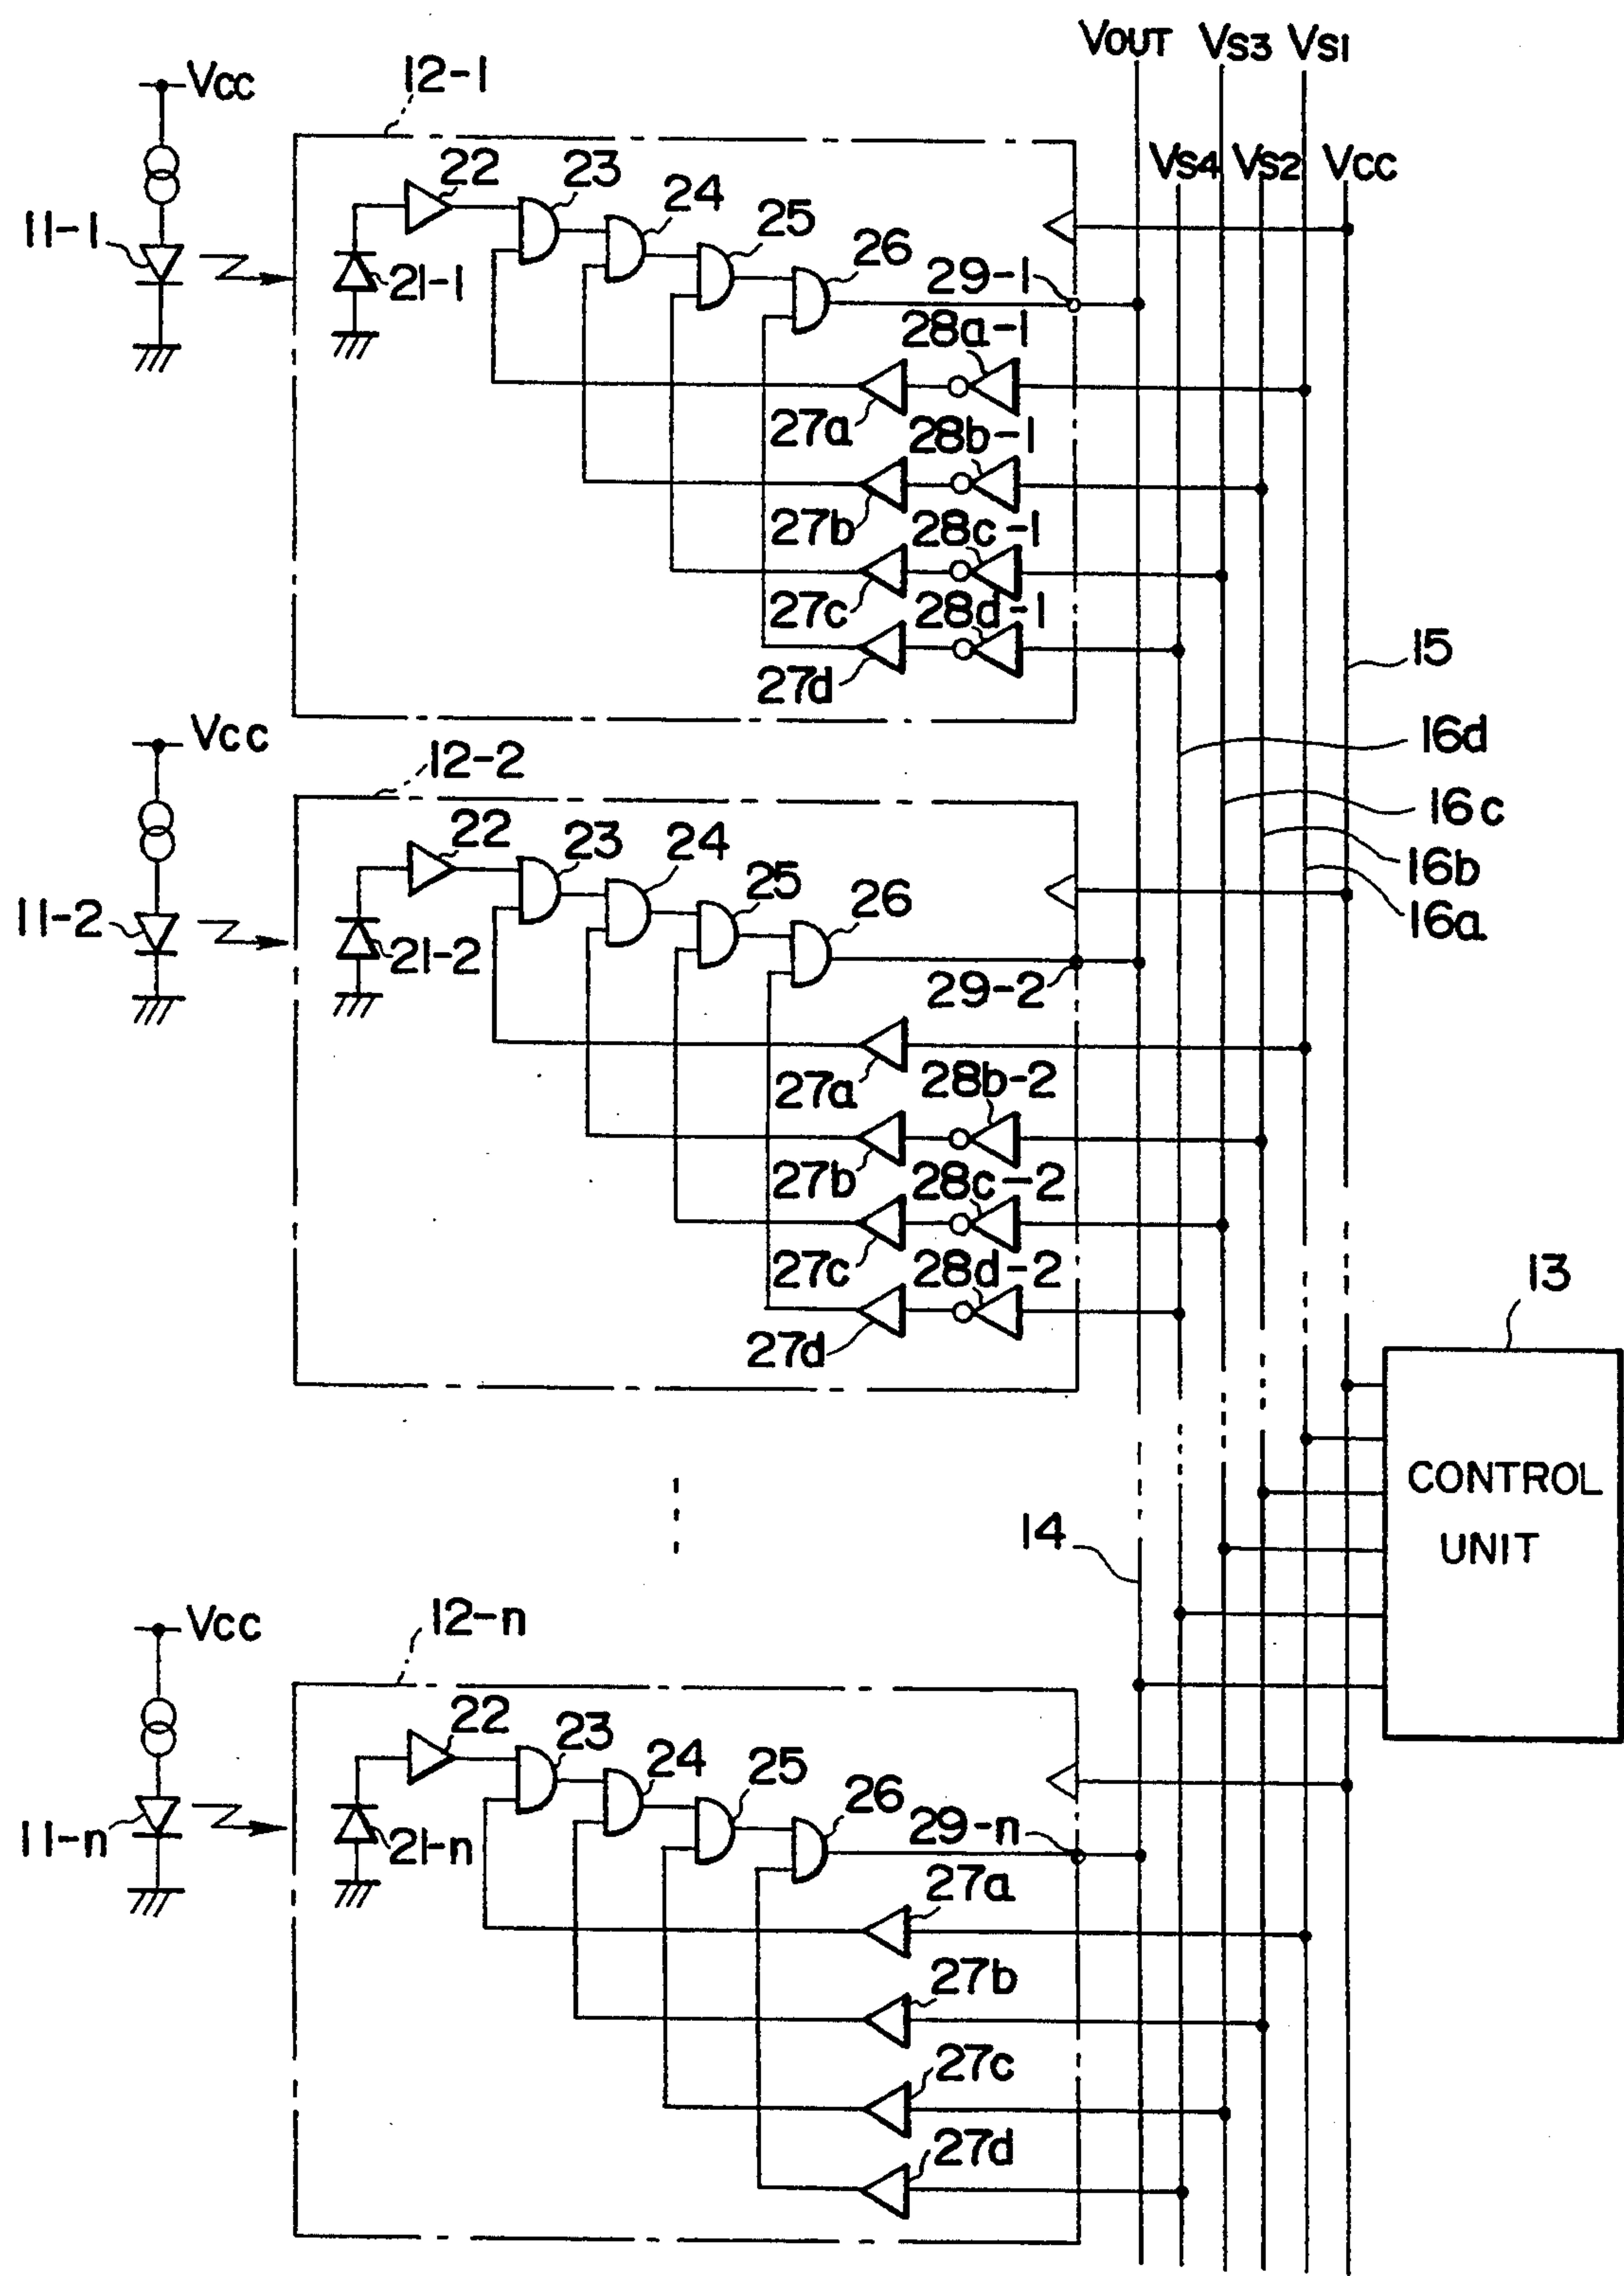 VOUT VS3 VS1
VS4 VS2 VCC
VCC
12-1
22
23
24
25
26
11-1
21-1
29-1
28a-1
27a
28b-1
27b
28c-1
27c
28d-1
27d
15
16d
16c
16b
16a
VCC
12-2
22
23
24
25
26
11-2
21-2
29-2
27a
28b-2
27b
28c-2
27c
28d-2
27d
13
CONTROL
UNIT
14
VCC
12-n
22
23
24
25
26
11-n
21-n
29-n
27a
27b
27c
27d